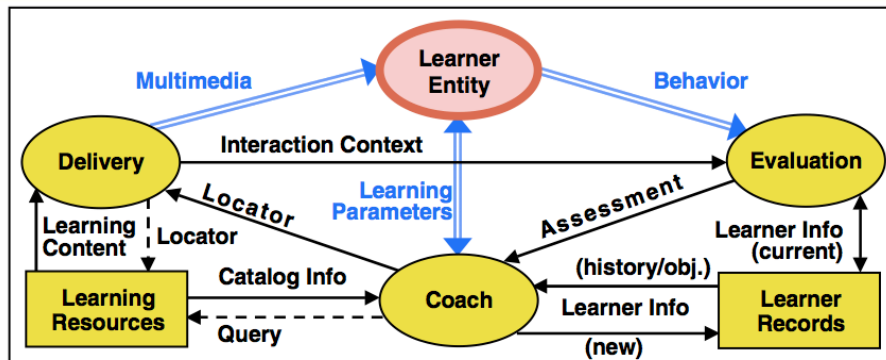 Learner
Entity
Multimedia
Behavior
Delivery
Interaction Context
Evaluation
Learning
Parameters
Locator
Assessment
Learning
Content
Locator
Learner Info
(current)
Catalog Info
(history/obj.)
Learning
Resources
Coach
Learner Info
Learner
Records
Query
(new)